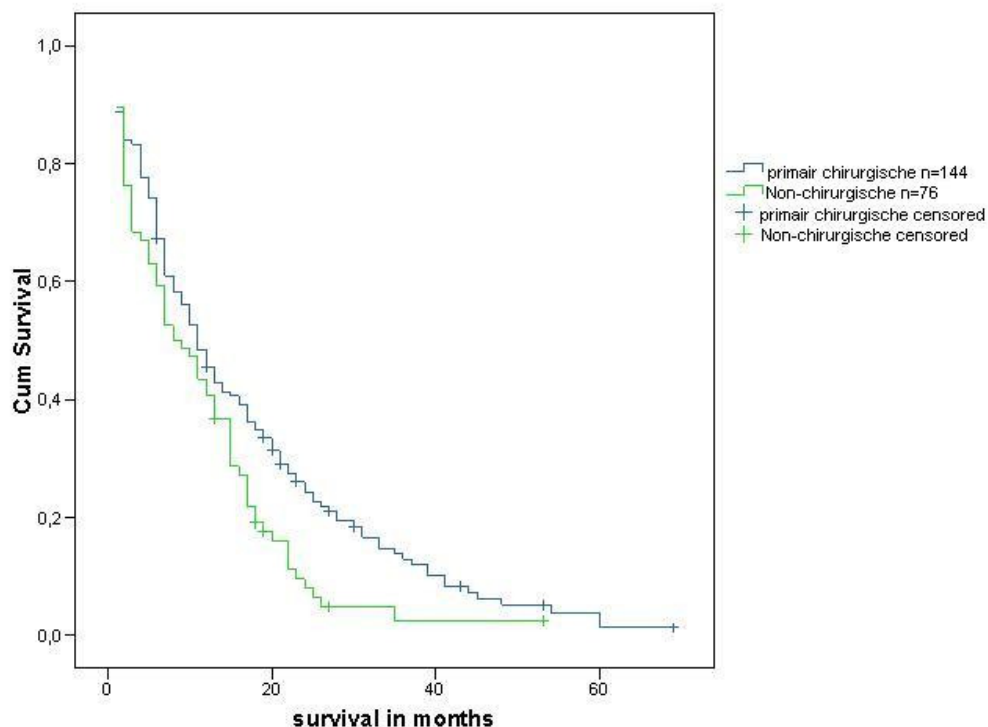 1,0
0,8
0,6
0,4
0,2
0,0
Cum Survival
0 20 40 60
survival in months
primair chirurgische n=144
Non-chirurgische n=76
primair chirurgische censored
Non-chirurgische censored